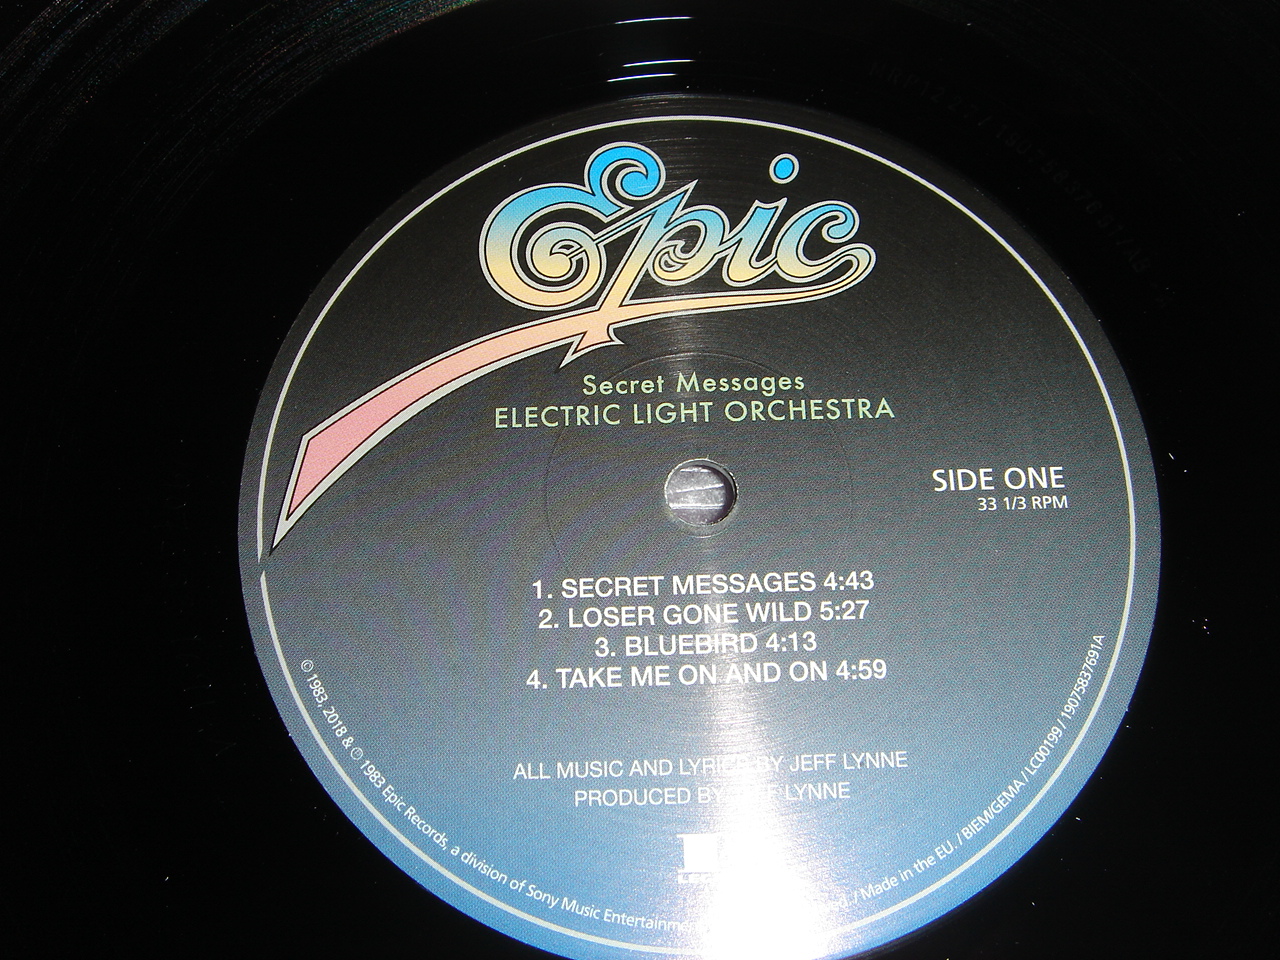 Epic
Secret Messages
ELECTRIC LIGHT ORCHESTRA
SIDE ONE
33 1/3 RPM
1. SECRET MESSAGES 4:43
2. LOSER GONE WILD 5:27
3. BLUEBIRD 4:13
4. TAKE ME ON AND ON 4:59
ALL MUSIC AND LYRICS BY JEFF LYNNE
PRODUCED BY JEFF LYNNE
© 1983, 2018 & ℗ 1983 Epic Records, a division of Sony Music Entertainment / Made in the EU. / BIEM/GEMA / LC00199 / 19075837691A